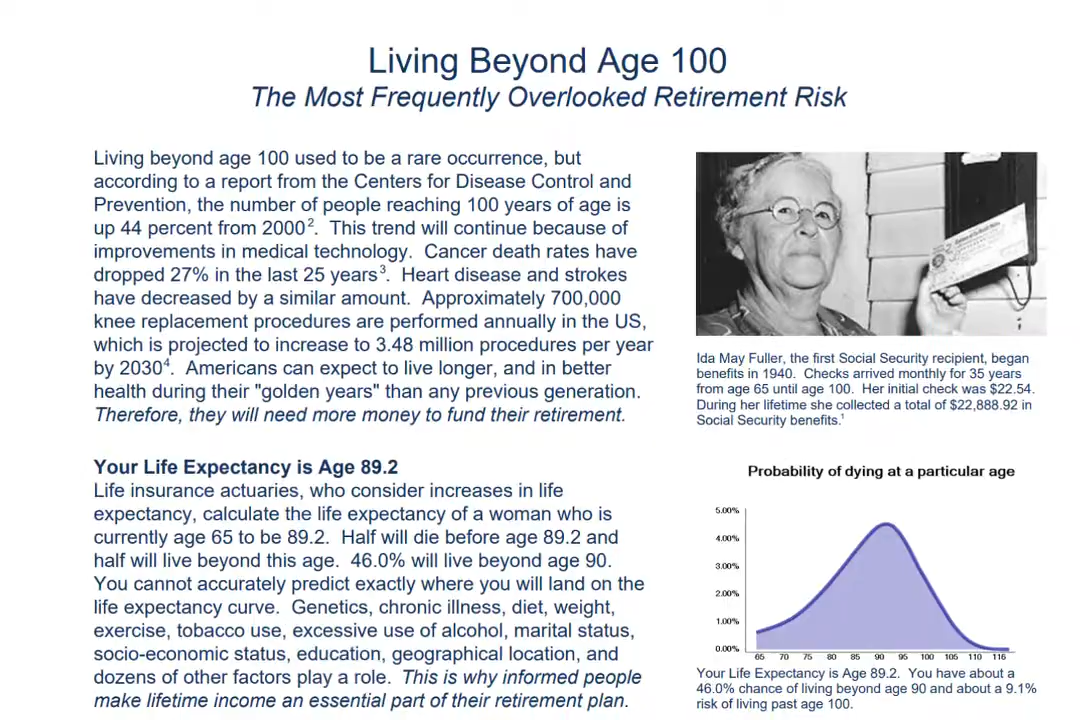 Living Beyond Age 100
The Most Frequently Overlooked Retirement Risk
Living beyond age 100 used to be a rare occurrence, but
according to a report from the Centers for Disease Control and
Prevention, the number of people reaching 100 years of age is
up 44 percent from 2000². This trend will continue because of
improvements in medical technology. Cancer death rates have
dropped 27% in the last 25 years³. Heart disease and strokes
have decreased by a similar amount. Approximately 700,000
knee replacement procedures are performed annually in the US,
which is projected to increase to 3.48 million procedures per year
by 2030⁴. Americans can expect to live longer, and in better
health during their "golden years" than any previous generation.
Therefore, they will need more money to fund their retirement.
Ida May Fuller, the first Social Security recipient, began
benefits in 1940. Checks arrived monthly for 35 years
from age 65 until age 100. Her initial check was $22.54.
During her lifetime she collected a total of $22,888.92 in
Social Security benefits.¹
Your Life Expectancy is Age 89.2
Life insurance actuaries, who consider increases in life
expectancy, calculate the life expectancy of a woman who is
currently age 65 to be 89.2. Half will die before age 89.2 and
half will live beyond this age. 46.0% will live beyond age 90.
You cannot accurately predict exactly where you will land on the
life expectancy curve. Genetics, chronic illness, diet, weight,
exercise, tobacco use, excessive use of alcohol, marital status,
socio-economic status, education, geographical location, and
dozens of other factors play a role. This is why informed people
make lifetime income an essential part of their retirement plan.
Probability of dying at a particular age
5.00%
4.00%
3.00%
2.00%
1.00%
0.00%
65 70 75 80 85 90 95 100 105 110 116
Your Life Expectancy is Age 89.2. You have about a
46.0% chance of living beyond age 90 and about a 9.1%
risk of living past age 100.